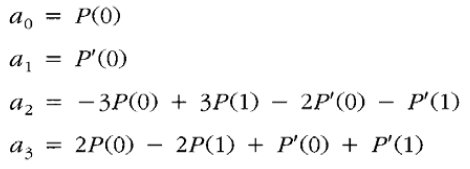 a₀ = P(0)
a₁ = P'(0)
a₂ = −3P(0) + 3P(1) − 2P'(0) − P'(1)
a₃ = 2P(0) − 2P(1) + P'(0) + P'(1)